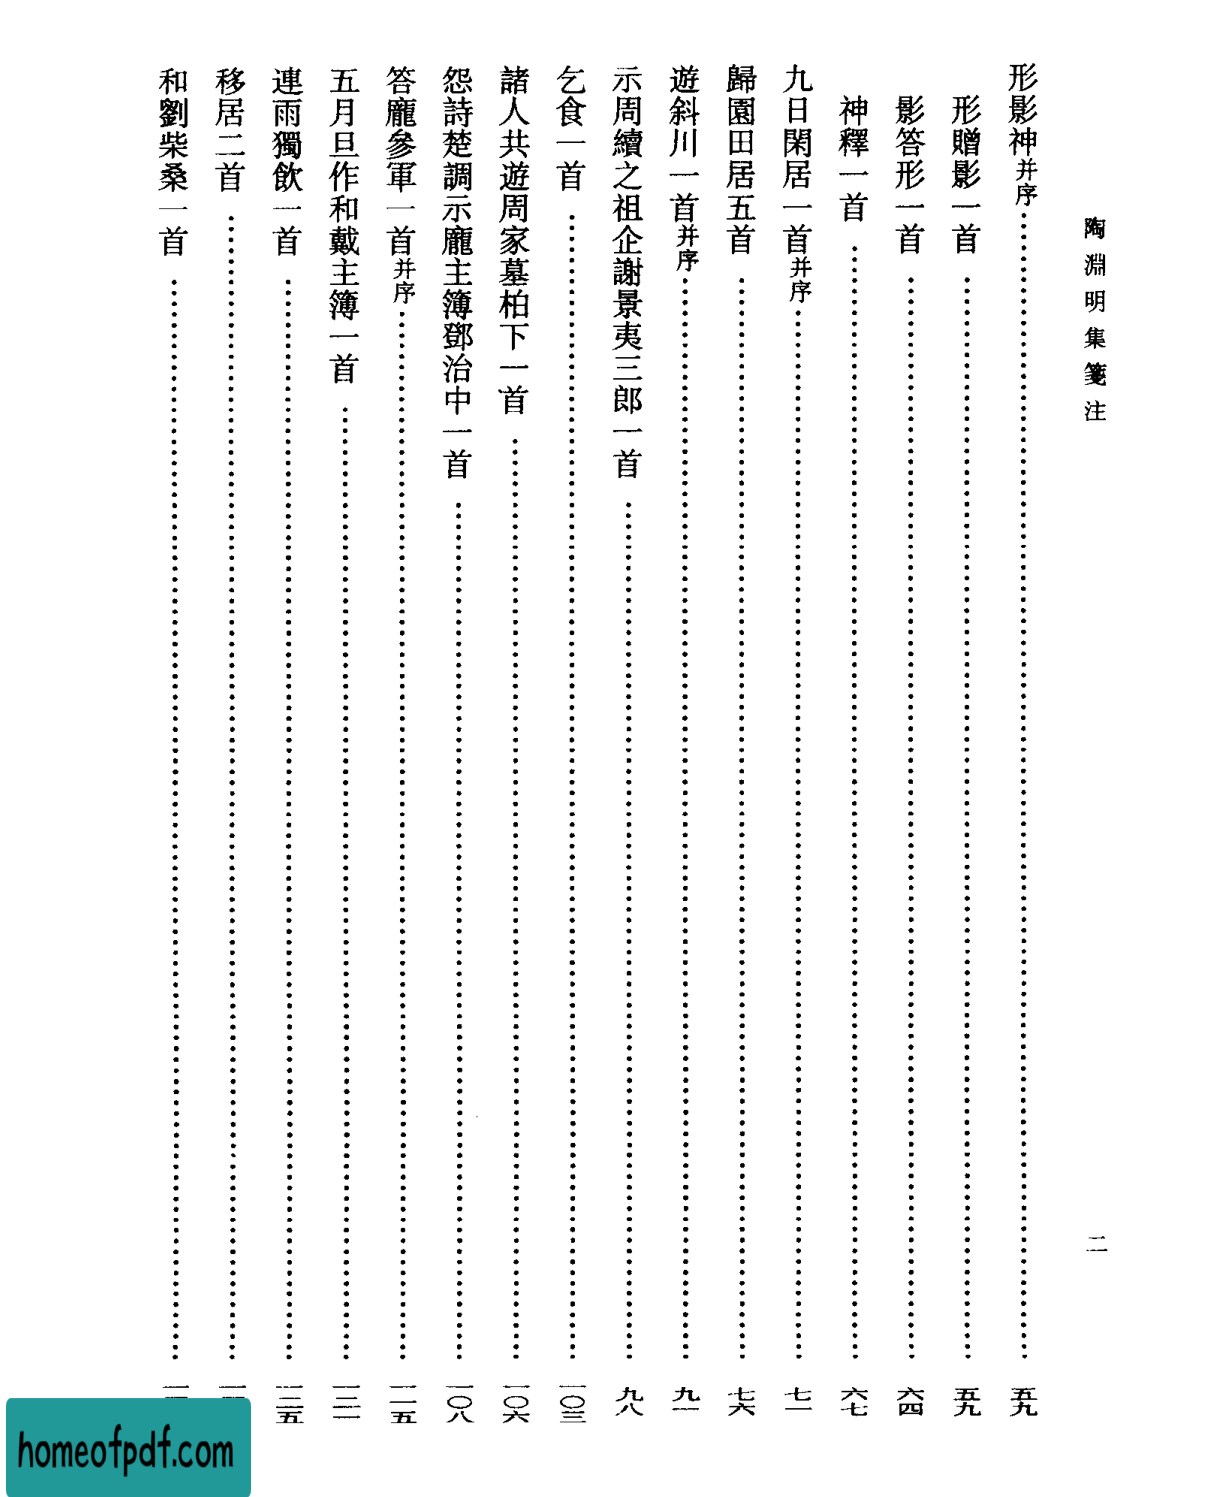 陶淵明集箋注
二
形影神并序……五九
形贈影一首……五九
影答形一首……六四
神釋一首……六七
九日閑居一首并序……七一
歸園田居五首……七六
遊斜川一首并序……九一
示周續之祖企謝景夷三郎一首……九八
乞食一首……一〇三
諸人共遊周家墓柏下一首……一〇六
怨詩楚調示龐主簿鄧治中一首……一〇八
答龐參軍一首并序……一一五
五月旦作和戴主簿一首……
連雨獨飲一首……
移居二首……
和劉柴桑一首……
homeofpdf.com